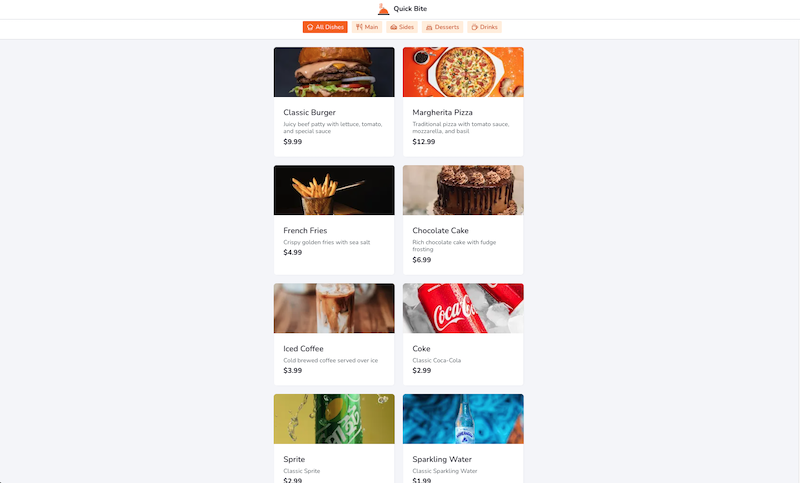 Quick Bite
All Dishes
Main
Sides
Desserts
Drinks
Classic Burger
Juicy beef patty with lettuce, tomato,
and special sauce
$9.99
Margherita Pizza
Traditional pizza with tomato sauce,
mozzarella, and basil
$12.99
French Fries
Crispy golden fries with sea salt
$4.99
Chocolate Cake
Rich chocolate cake with fudge
frosting
$6.99
Coca-Co
Iced Coffee
Cold brewed coffee served over ice
$3.99
Coke
Classic Coca-Cola
$2.99
Sprite
Classic Sprite
$2.99
Sparkling Water
Classic Sparkling Water
$1.99